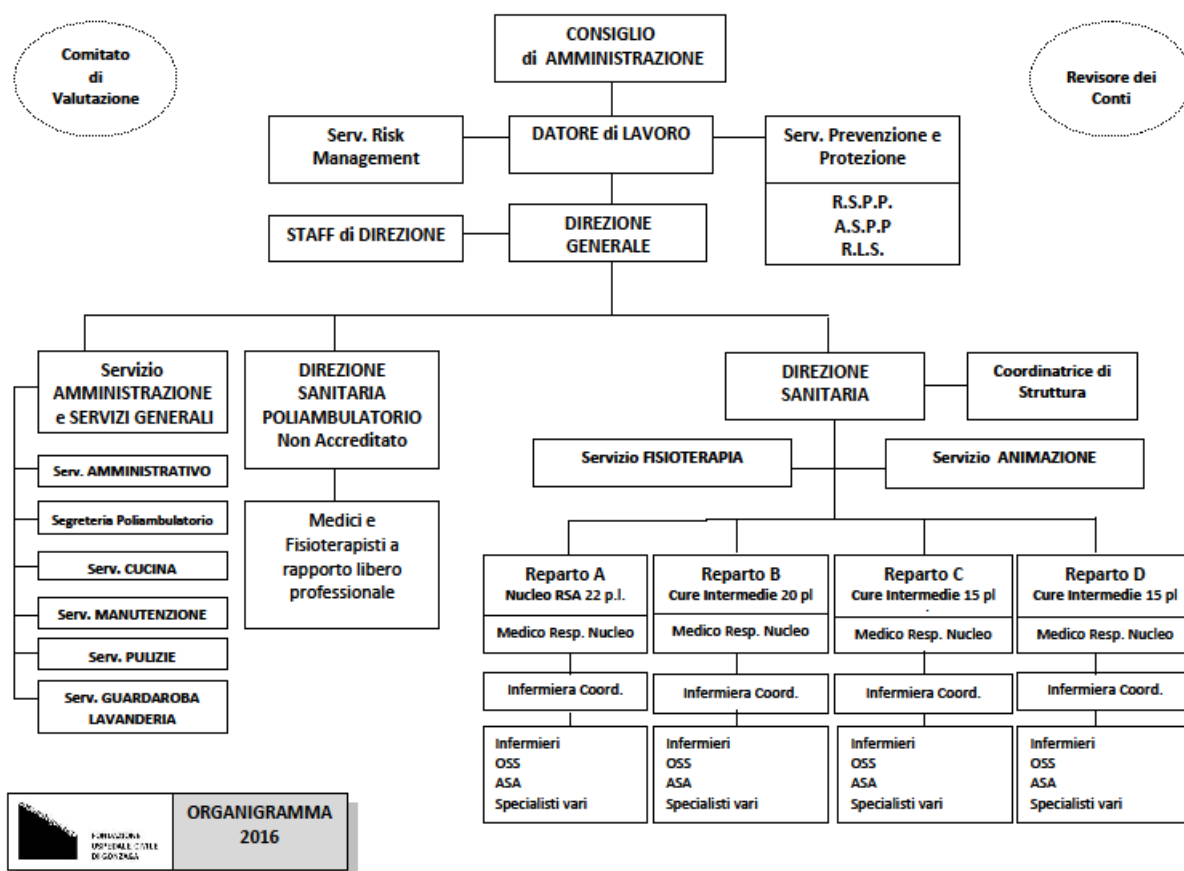 Comitato
di
Valutazione
CONSIGLIO
di AMMINISTRAZIONE
Revisore dei
Conti
Serv. Risk
Management
DATORE di LAVORO
Serv. Prevenzione e
Protezione
R.S.P.P.
A.S.P.P
R.L.S.
STAFF di DIREZIONE
DIREZIONE
GENERALE
Servizio
AMMINISTRAZIONE
e SERVIZI GENERALI
Serv. AMMINISTRATIVO
Segreteria Poliambulatorio
Serv. CUCINA
Serv. MANUTENZIONE
Serv. PULIZIE
Serv. GUARDAROBA
LAVANDERIA
DIREZIONE
SANITARIA
POLIAMBULATORIO
Non Accreditato
Medici e
Fisioterapisti a
rapporto libero
professionale
DIREZIONE
SANITARIA
Coordinatrice di
Struttura
Servizio FISIOTERAPIA
Servizio ANIMAZIONE
Reparto A
Nucleo RSA 22 p.l.
Medico Resp. Nucleo
Infermiera Coord.
Infermieri
OSS
ASA
Specialisti vari
Reparto B
Cure Intermedie 20 pl
Medico Resp. Nucleo
Infermiera Coord.
Infermieri
OSS
ASA
Specialisti vari
Reparto C
Cure Intermedie 15 pl
.
Medico Resp. Nucleo
Infermiera Coord.
Infermieri
OSS
ASA
Specialisti vari
Reparto D
Cure Intermedie 15 pl
Medico Resp. Nucleo
Infermiera Coord.
Infermieri
OSS
ASA
Specialisti vari
FONDAZIONE
OSPEDALE CIVILE
DI GONZAGA
ORGANIGRAMMA
2016